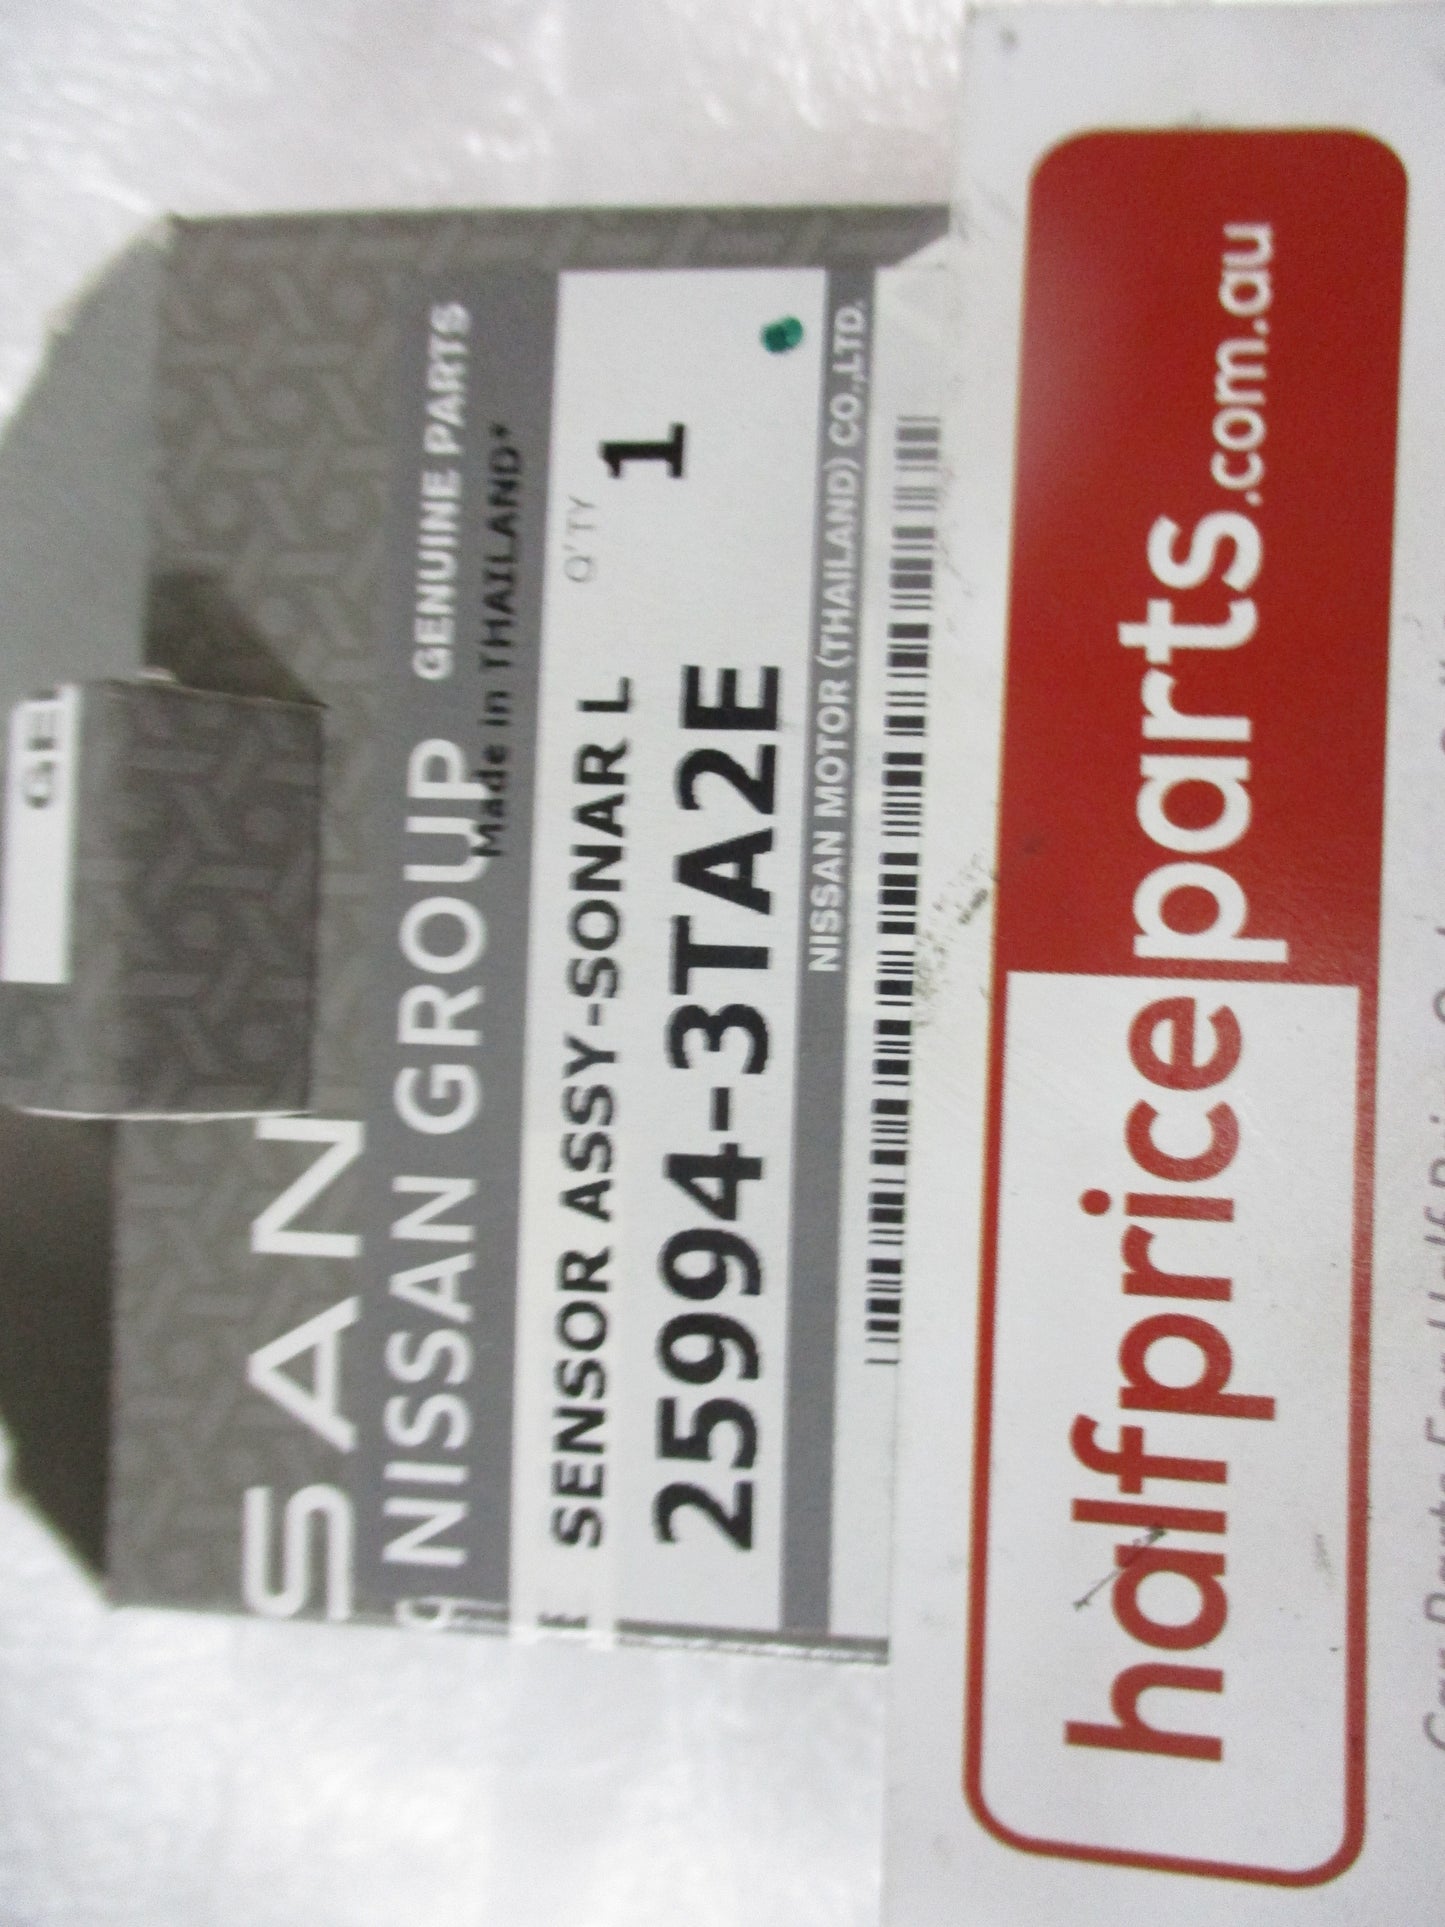 GE
SAN
NISSAN GROUP GENUINE PARTS
Made in THAILAND*
SENSOR ASSY-SONAR L
Q'TY
25994-3TA2E
1
NISSAN MOTOR (THAILAND) CO.,LTD.
halfpriceparts.com.au